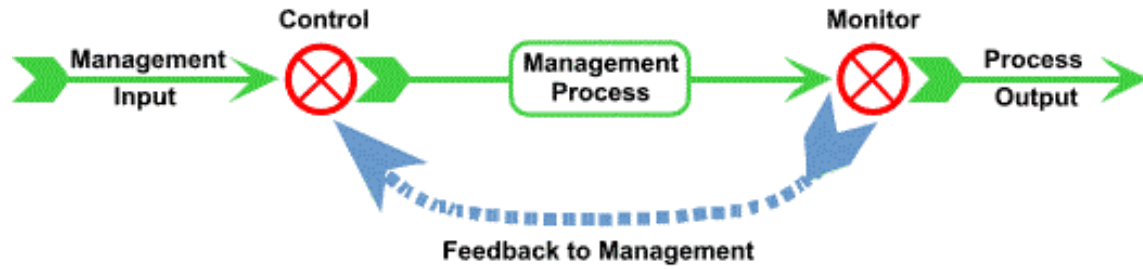 Control
Monitor
Management
Input
Management
Process
Process
Output
Feedback to Management